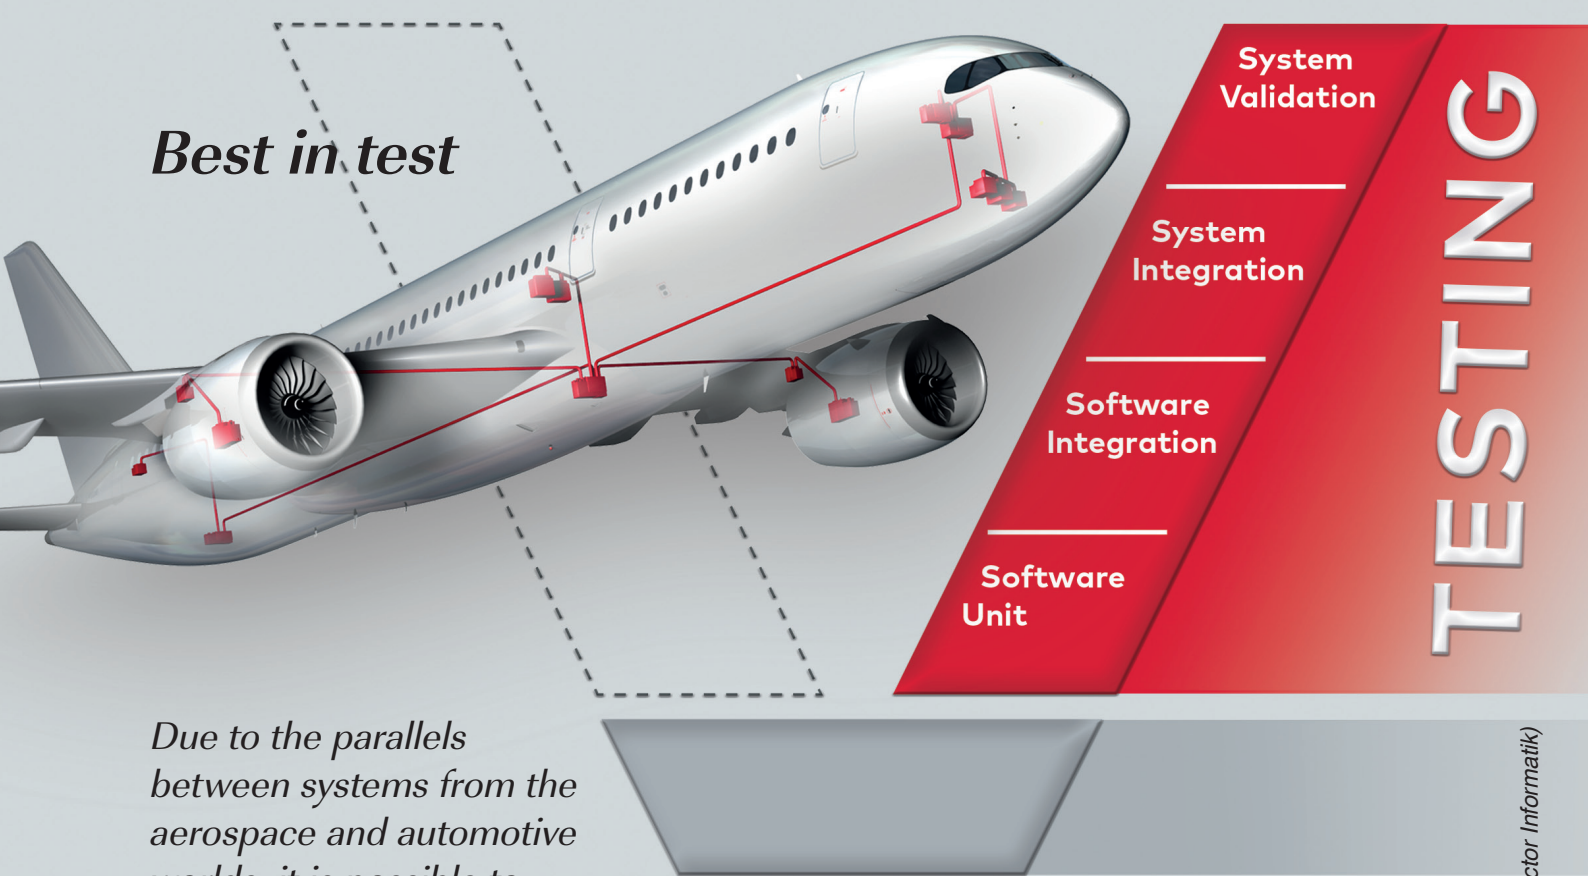 Best in test
System
Validation
System
Integration
Software
Integration
Software
Unit
TESTING
Due to the parallels
between systems from the
aerospace and automotive
Informatik)